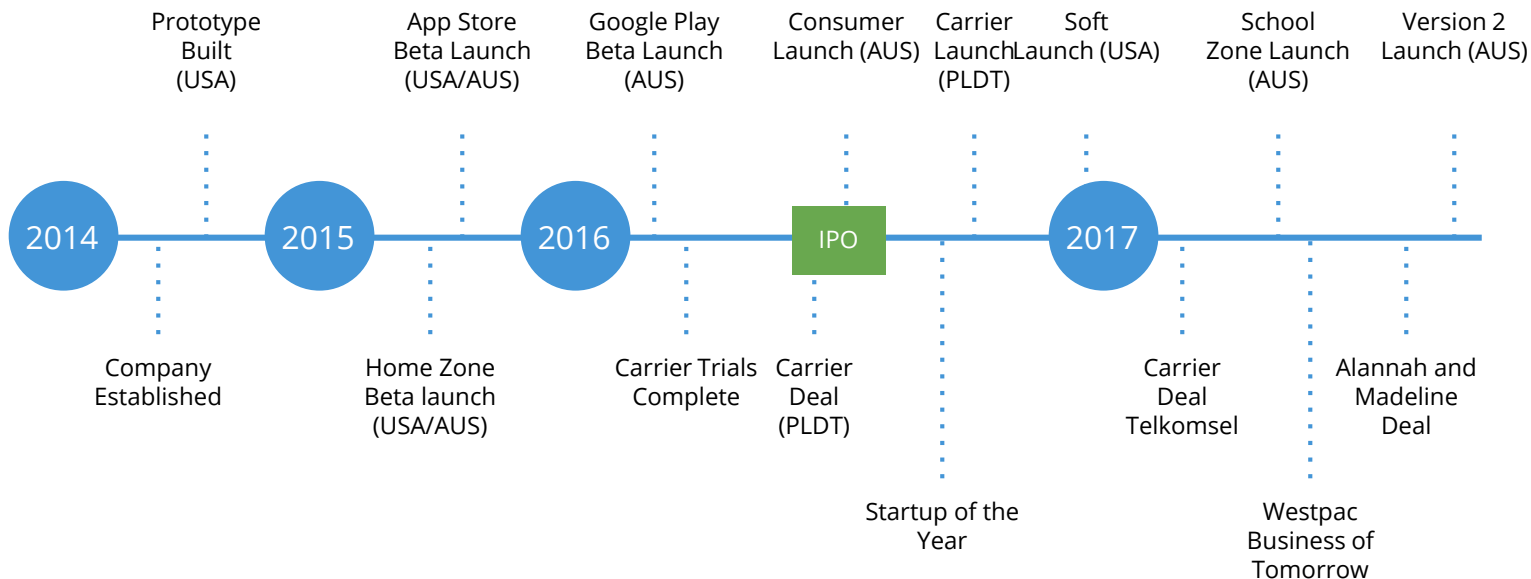 Prototype
Built
(USA)
App Store
Beta Launch
(USA/AUS)
Google Play
Beta Launch
(AUS)
Consumer
Launch (AUS)
Carrier
Launch
(PLDT)
Soft
Launch (USA)
School
Zone Launch
(AUS)
Version 2
Launch (AUS)
2014
2015
2016
IPO
2017
Company
Established
Home Zone
Beta launch
(USA/AUS)
Carrier Trials
Complete
Carrier
Deal
(PLDT)
Carrier
Deal
Telkomsel
Alannah and
Madeline
Deal
Startup of the
Year
Westpac
Business of
Tomorrow